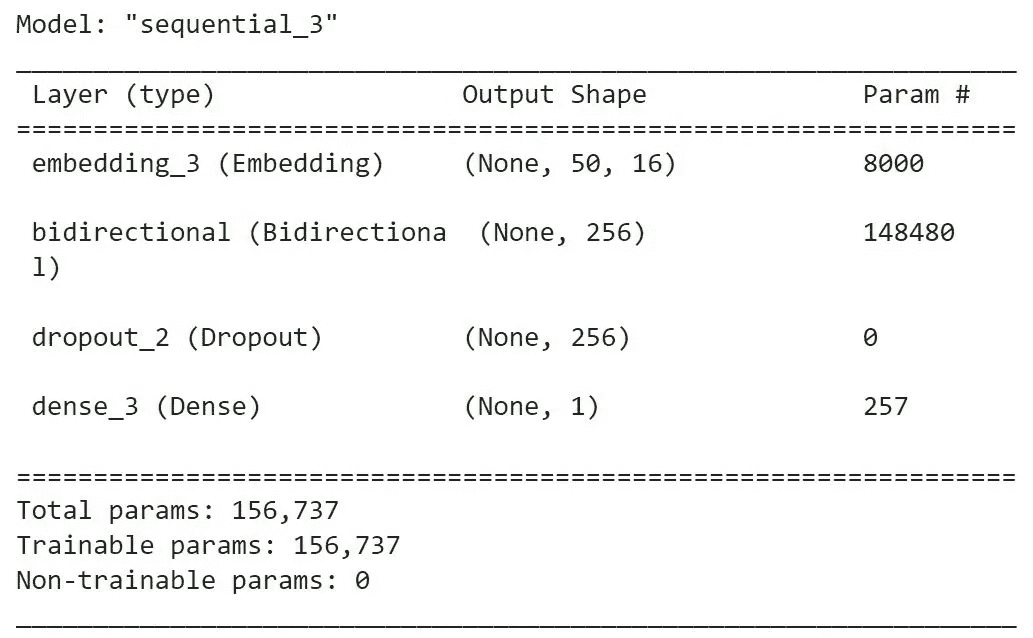 Model: "sequential_3"
Layer (type) Output Shape Param #
embedding_3 (Embedding) (None, 50, 16) 8000
bidirectional (Bidirectiona (None, 256) 148480
l)
dropout_2 (Dropout) (None, 256) 0
dense_3 (Dense) (None, 1) 257
Total params: 156,737
Trainable params: 156,737
Non-trainable params: 0